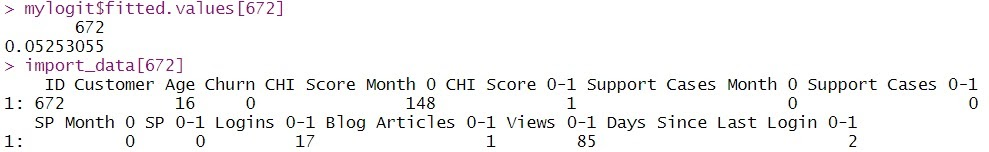 > mylogit$fitted.values[672]
672
0.05253055
> import_data[672]
ID Customer Age Churn CHI Score Month 0 CHI Score 0-1 Support Cases Month 0 Support Cases 0-1
1: 672 16 0 148 1 0 0
SP Month 0 SP 0-1 Logins 0-1 Blog Articles 0-1 Views 0-1 Days Since Last Login 0-1
1: 0 0 17 1 85 2